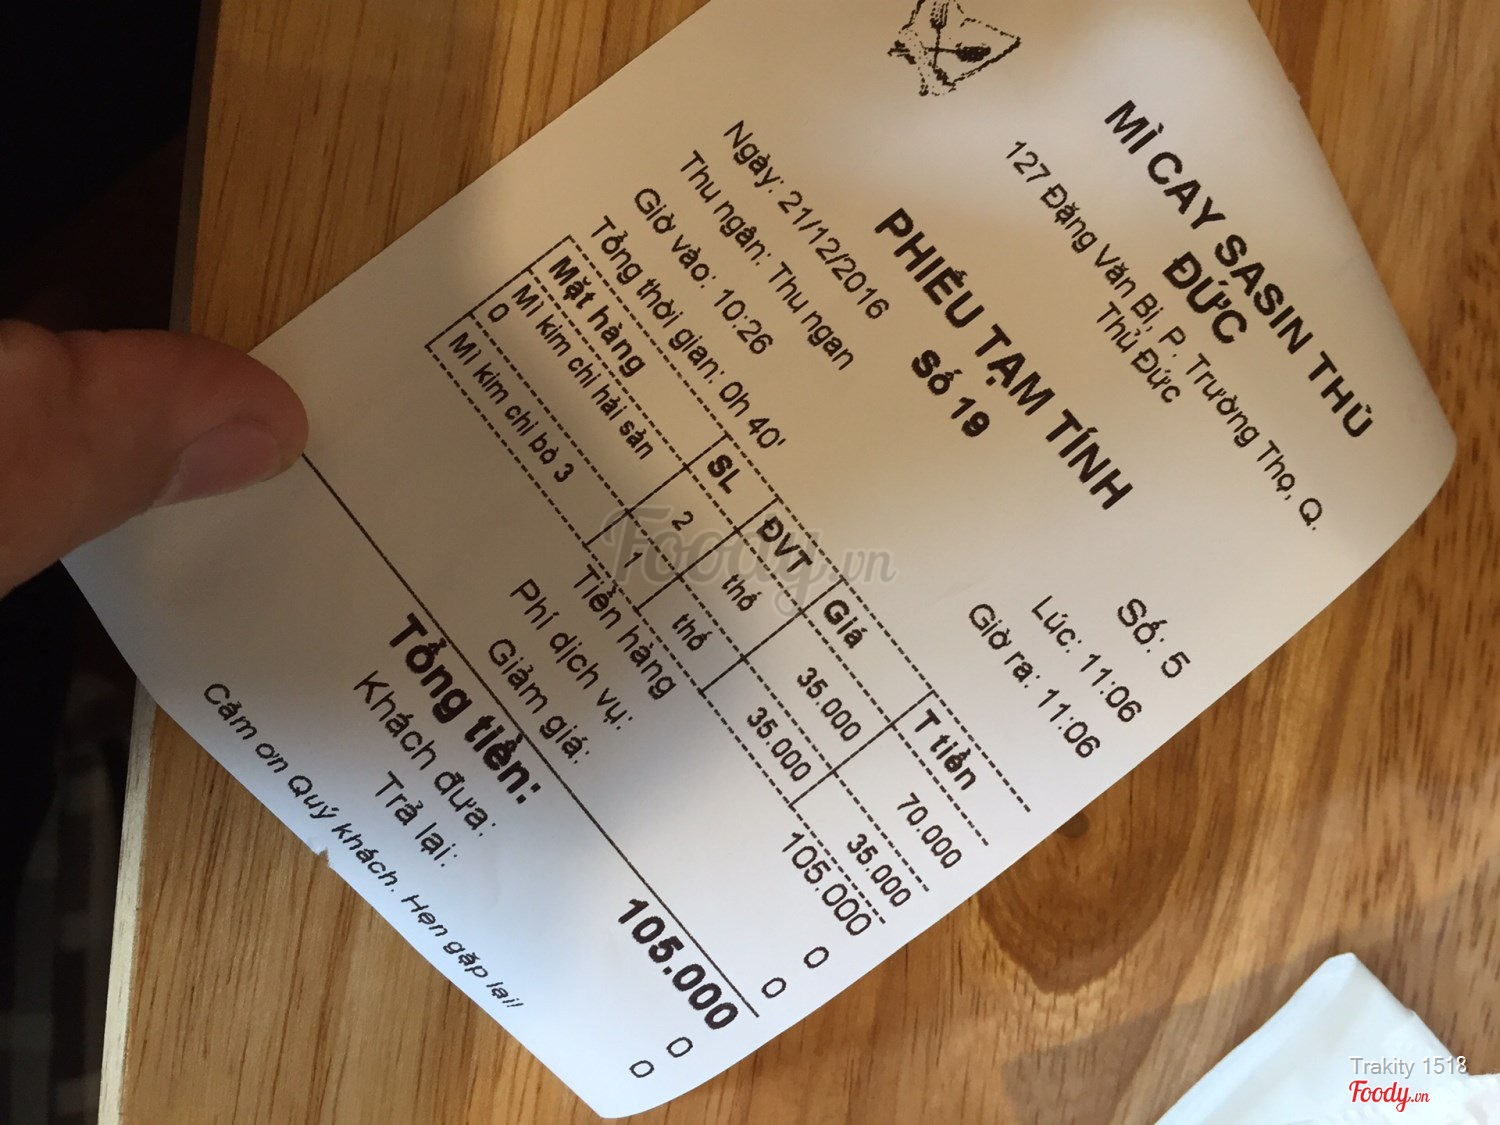 MÌ CAY SASIN THỦ
ĐỨC
127 Đặng Văn Bi, P. Trường Thọ, Q.
Thủ Đức
PHIẾU TẠM TÍNH
Số 19
Số: 5
Ngày: 21/12/2016 Lúc: 11:06
Thu ngân: Thu ngan Giờ ra: 11:06
Giờ vào: 10:26
Tổng thời gian: 0h 40'
Mặt hàng SL ĐVT Giá T tiền
Mì kim chi hải sản 2 thố 35.000 70.000
0
Mì kim chi bò 3 1 thố 35.000 35.000
Tiền hàng 105.000
Phí dịch vụ: 0
Giảm giá: 0
Tổng tiền: 105.000
Khách đưa: 0
Trả lại: 0
Cảm ơn Quý khách. Hẹn gặp lại!
Foody.vn
Trakity 1518
Foody.vn